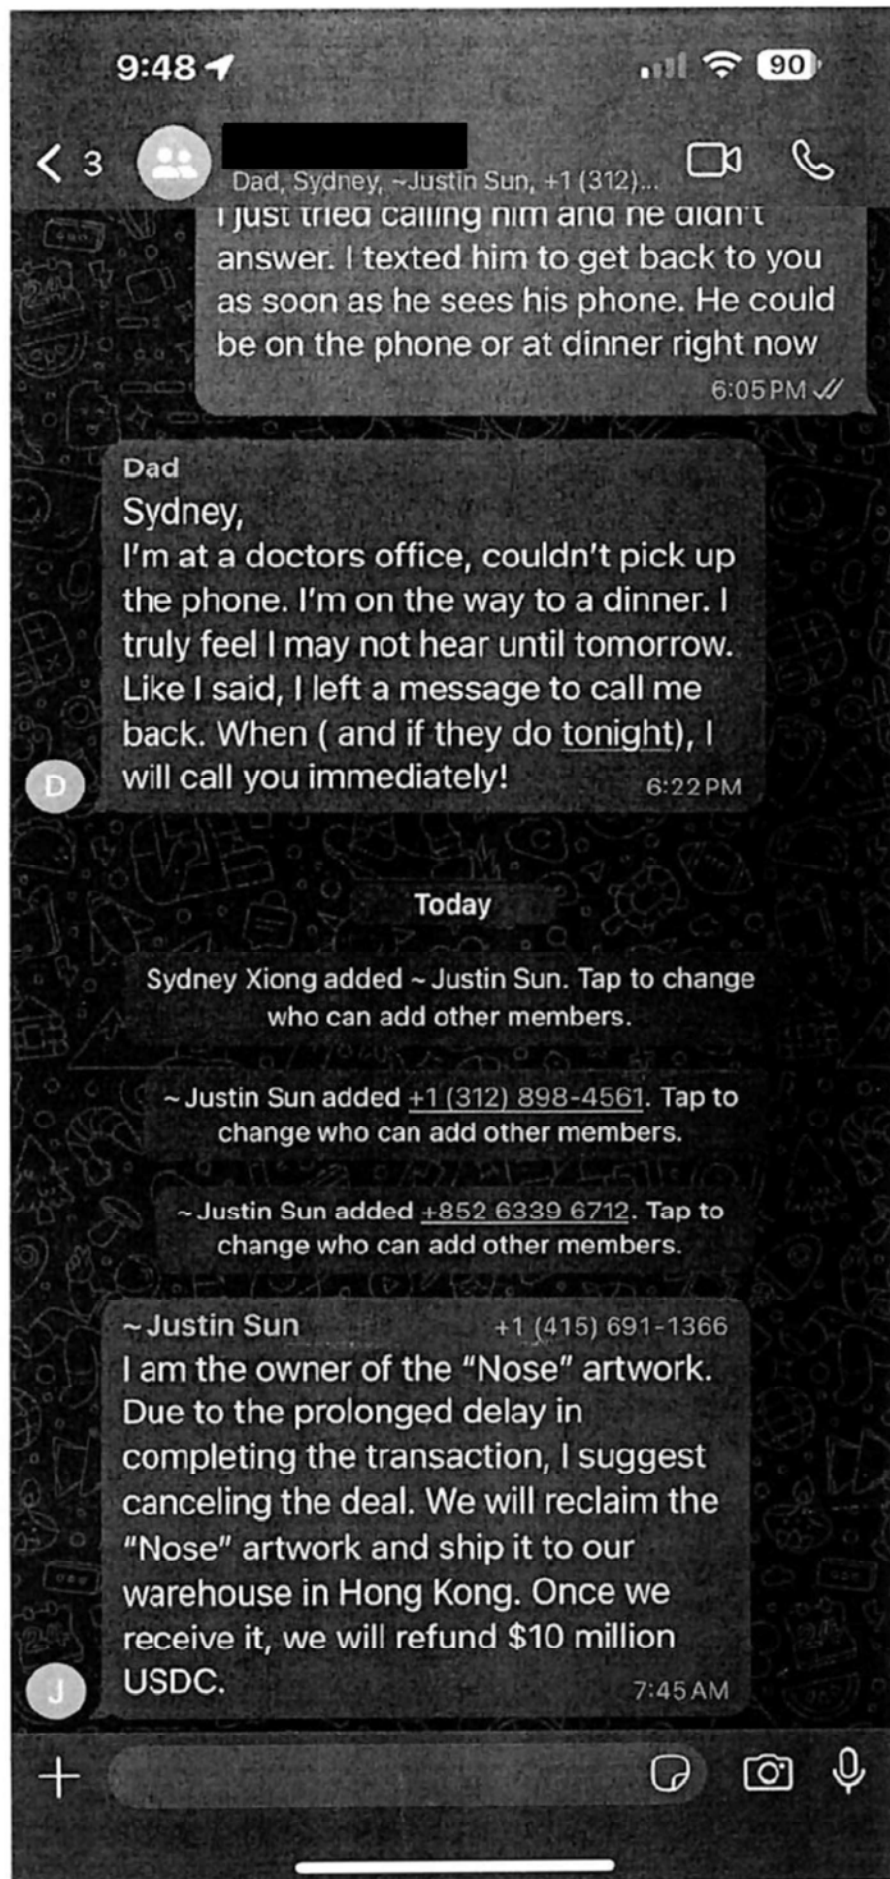 9:48
90
3
Dad, Sydney, ~Justin Sun, +1 (312)...
I just tried calling him and he didn't
answer. I texted him to get back to you
as soon as he sees his phone. He could
be on the phone or at dinner right now
6:05 PM
Dad
Sydney,
I'm at a doctors office, couldn't pick up
the phone. I'm on the way to a dinner. I
truly feel I may not hear until tomorrow.
Like I said, I left a message to call me
back. When ( and if they do tonight), I
will call you immediately!
D
6:22 PM
Today
Sydney Xiong added ~ Justin Sun. Tap to change
who can add other members.
~ Justin Sun added +1 (312) 898-4561. Tap to
change who can add other members.
~ Justin Sun added +852 6339 6712. Tap to
change who can add other members.
~ Justin Sun +1 (415) 691-1366
I am the owner of the "Nose" artwork.
Due to the prolonged delay in
completing the transaction, I suggest
canceling the deal. We will reclaim the
"Nose" artwork and ship it to our
warehouse in Hong Kong. Once we
receive it, we will refund $10 million
USDC.
J
7:45 AM